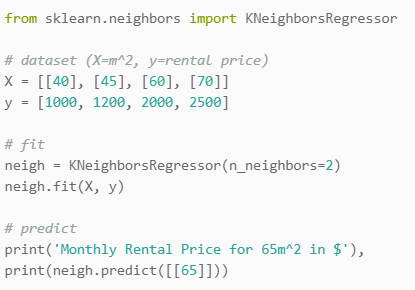 from sklearn.neighbors import KNeighborsRegressor
# dataset (X=m^2, y=rental price)
X = [[40], [45], [60], [70]]
y = [1000, 1200, 2000, 2500]
# fit
neigh = KNeighborsRegressor(n_neighbors=2)
neigh.fit(X, y)
# predict
print('Monthly Rental Price for 65m^2 in $'),
print(neigh.predict([[65]]))